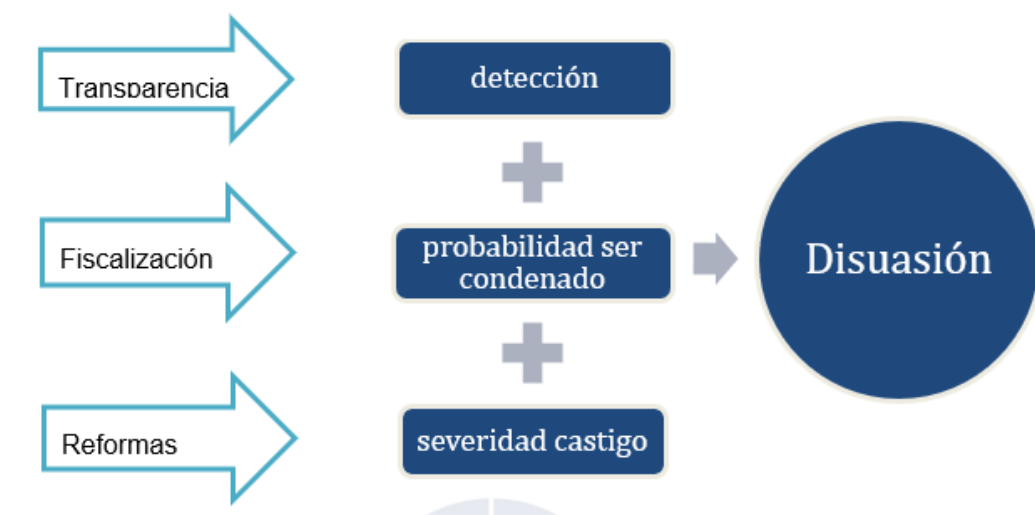 Transparencia
detección
Fiscalización
probabilidad ser
condenado
Disuasión
Reformas
severidad castigo